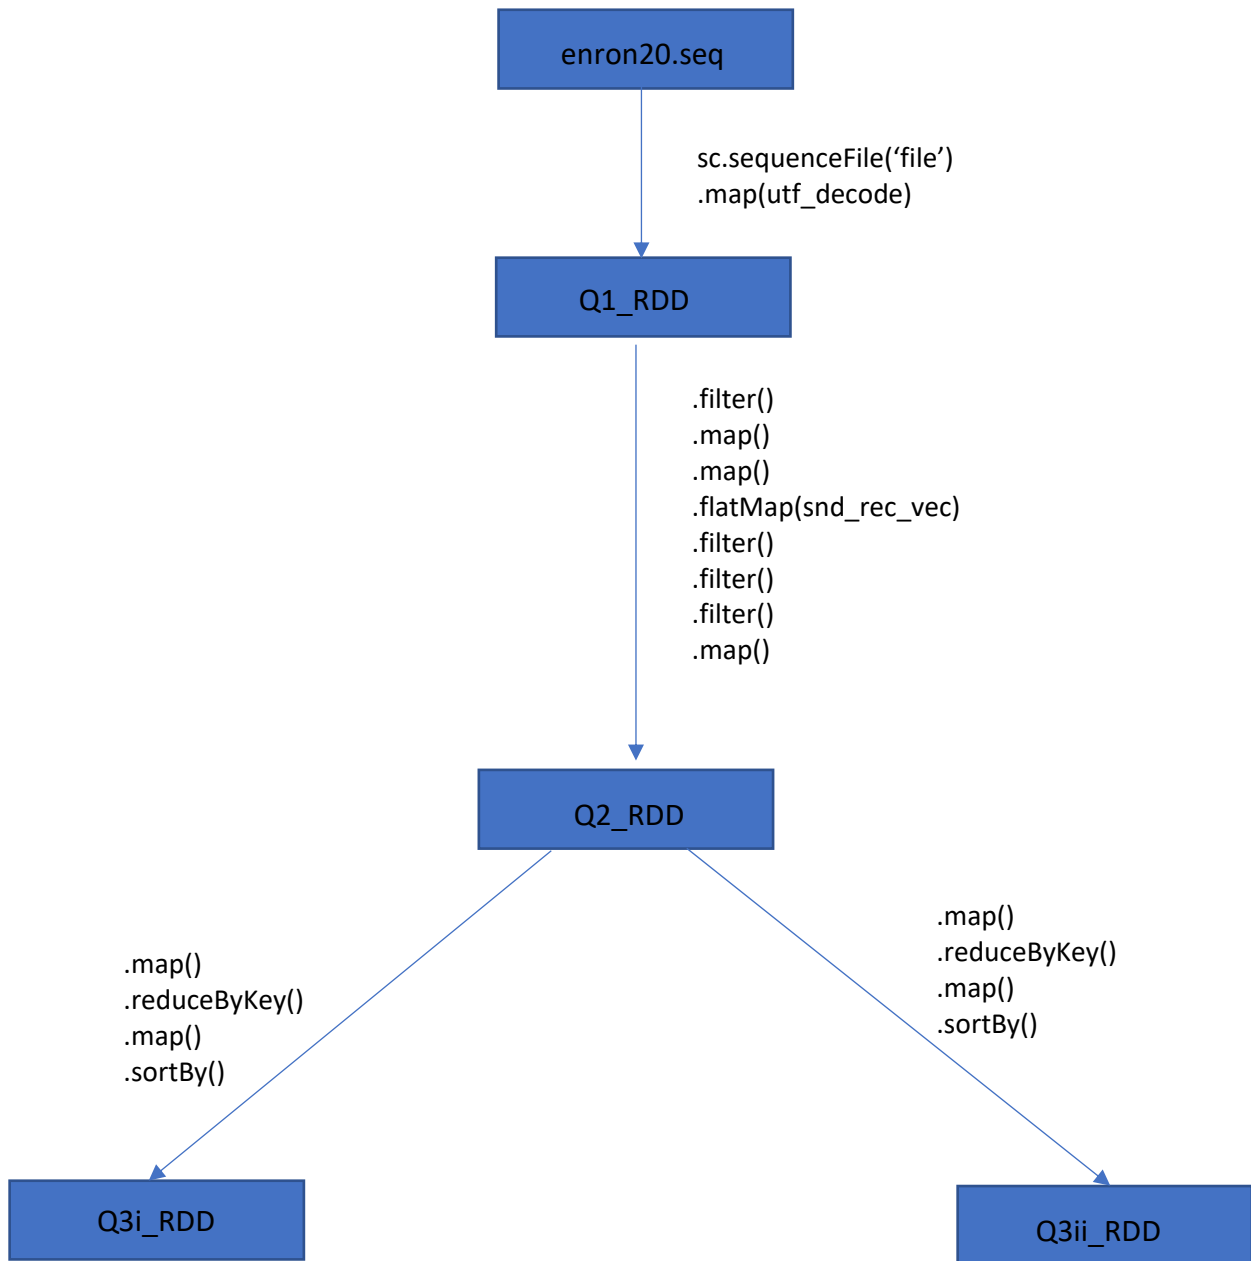 enron20.seq
sc.sequenceFile(‘file’)
.map(utf_decode)
Q1_RDD
.filter()
.map()
.map()
.flatMap(snd_rec_vec)
.filter()
.filter()
.filter()
.map()
Q2_RDD
.map()
.reduceByKey()
.map()
.sortBy()
.map()
.reduceByKey()
.map()
.sortBy()
Q3i_RDD
Q3ii_RDD